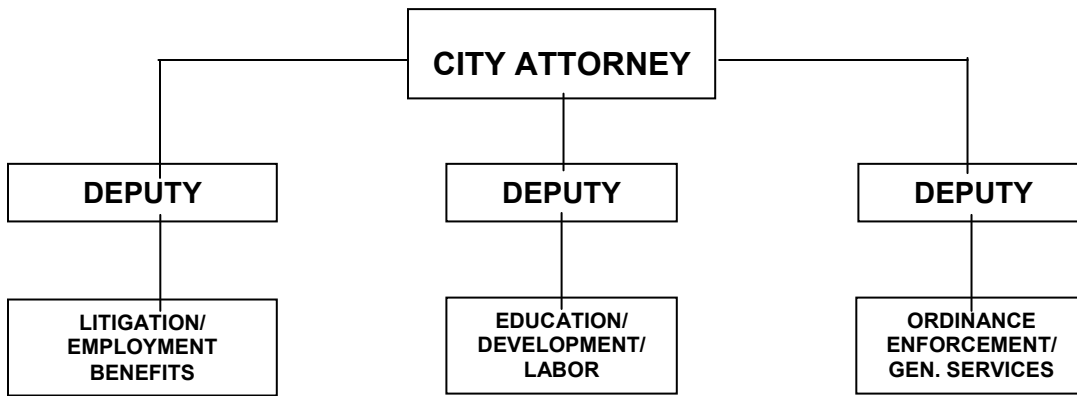 CITY ATTORNEY
DEPUTY
DEPUTY
DEPUTY
LITIGATION/
EMPLOYMENT
BENEFITS
EDUCATION/
DEVELOPMENT/
LABOR
ORDINANCE
ENFORCEMENT/
GEN. SERVICES